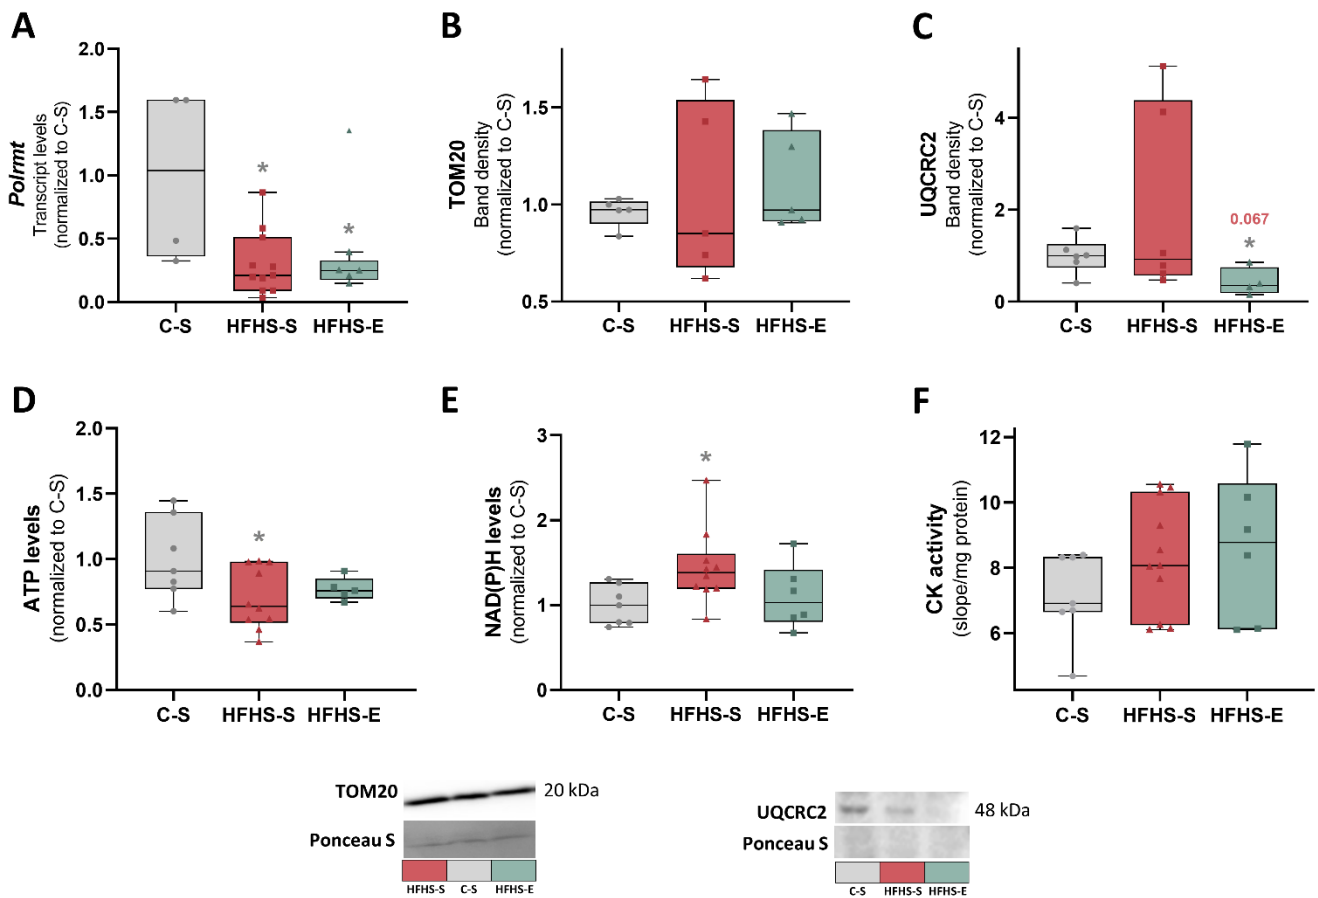 A
Polrmt
Transcript levels
(normalized to C-S)
2.0
1.5
1.0
0.5
0.0
*
*
C-S
HFHS-S
HFHS-E
B
TOM20
Band density
(normalized to C-S)
1.5
1.0
0.5
C-S
HFHS-S
HFHS-E
C
UQCRC2
Band density
(normalized to C-S)
4
2
0
0.067
*
C-S
HFHS-S
HFHS-E
D
ATP levels
(normalized to C-S)
2.0
1.5
1.0
0.5
0.0
*
C-S
HFHS-S
HFHS-E
E
NAD(P)H levels
(normalized to C-S)
3
2
1
0
*
C-S
HFHS-S
HFHS-E
F
CK activity
(slope/mg protein)
12
10
8
6
C-S
HFHS-S
HFHS-E
TOM20
20 kDa
Ponceau S
HFHS-S
C-S
HFHS-E
UQCRC2
48 kDa
Ponceau S
C-S
HFHS-S
HFHS-E